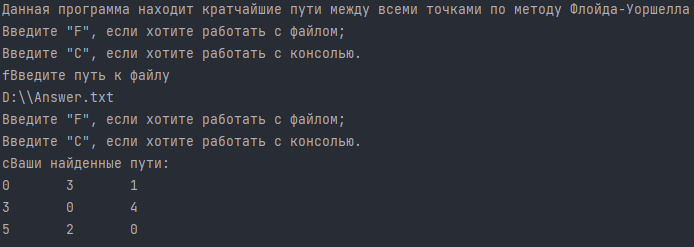 Данная программа находит кратчайшие пути между всеми точками по методу Флойда-Уоршелла
Введите "F", если хотите работать с файлом;
Введите "C", если хотите работать с консолью.
fВведите путь к файлу
D:\\Answer.txt
Введите "F", если хотите работать с файлом;
Введите "C", если хотите работать с консолью.
cВаши найденные пути:
0 3 1
3 0 4
5 2 0